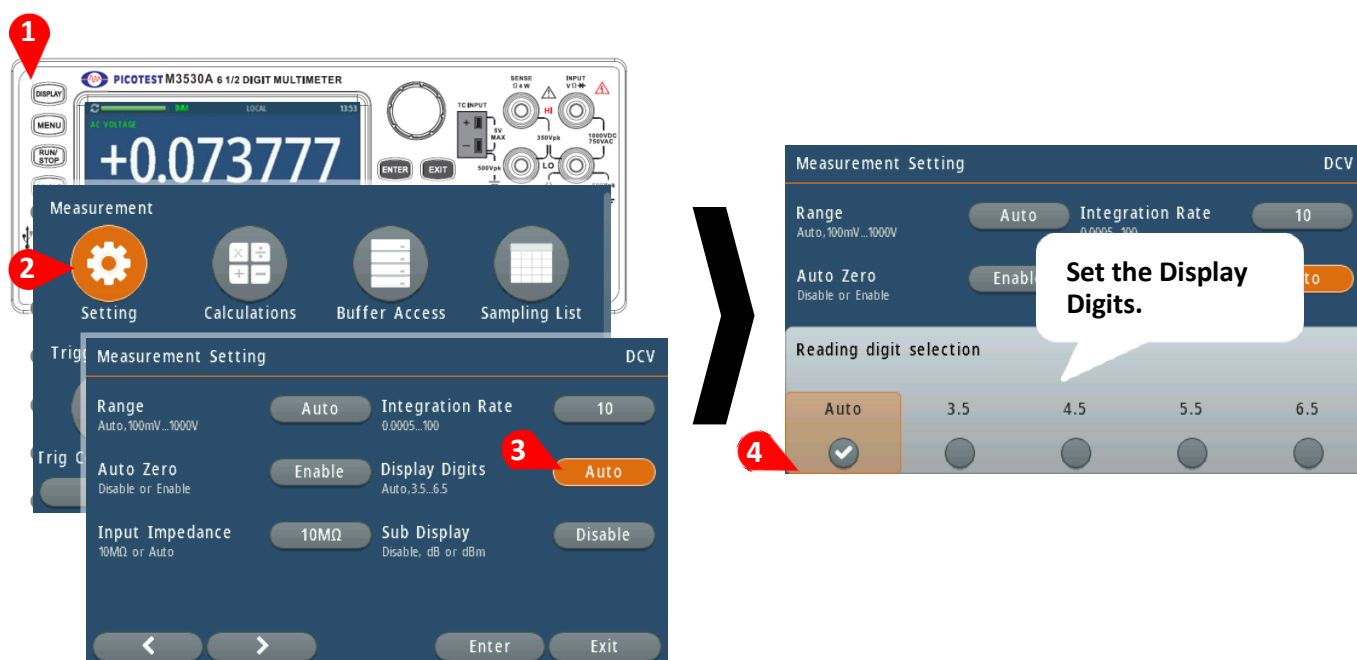 1
PICOTEST M3530A 6 1/2 DIGIT MULTIMETER
DISPLAY
MENU
RUN/
STOP
IMM LOCAL 13:53
AC VOLTAGE
+0.073777
ENTER EXIT
TC INPUT
+
-
5V
MAX
500Vpk
SENSE
Ω 4 W
INPUT
V Ω
HI
350Vpk
LO
1000VDC
750VAC
Measurement
2
Setting Calculations Buffer Access Sampling List
Trig
Measurement Setting DCV
Range Auto Integration Rate 10
Auto,100mV...1000V 0.0005...100
3
Auto Zero Enable Display Digits Auto
Disable or Enable Auto,3.5...6.5
Input Impedance 10MΩ Sub Display Disable
10MΩ or Auto Disable, dB or dBm
Enter Exit
Measurement Setting DCV
Range Auto Integration Rate 10
Auto,100mV...1000V
Auto Zero
Disable or Enable
Set the Display
Digits.
Reading digit selection
Auto 3.5 4.5 5.5 6.5
4